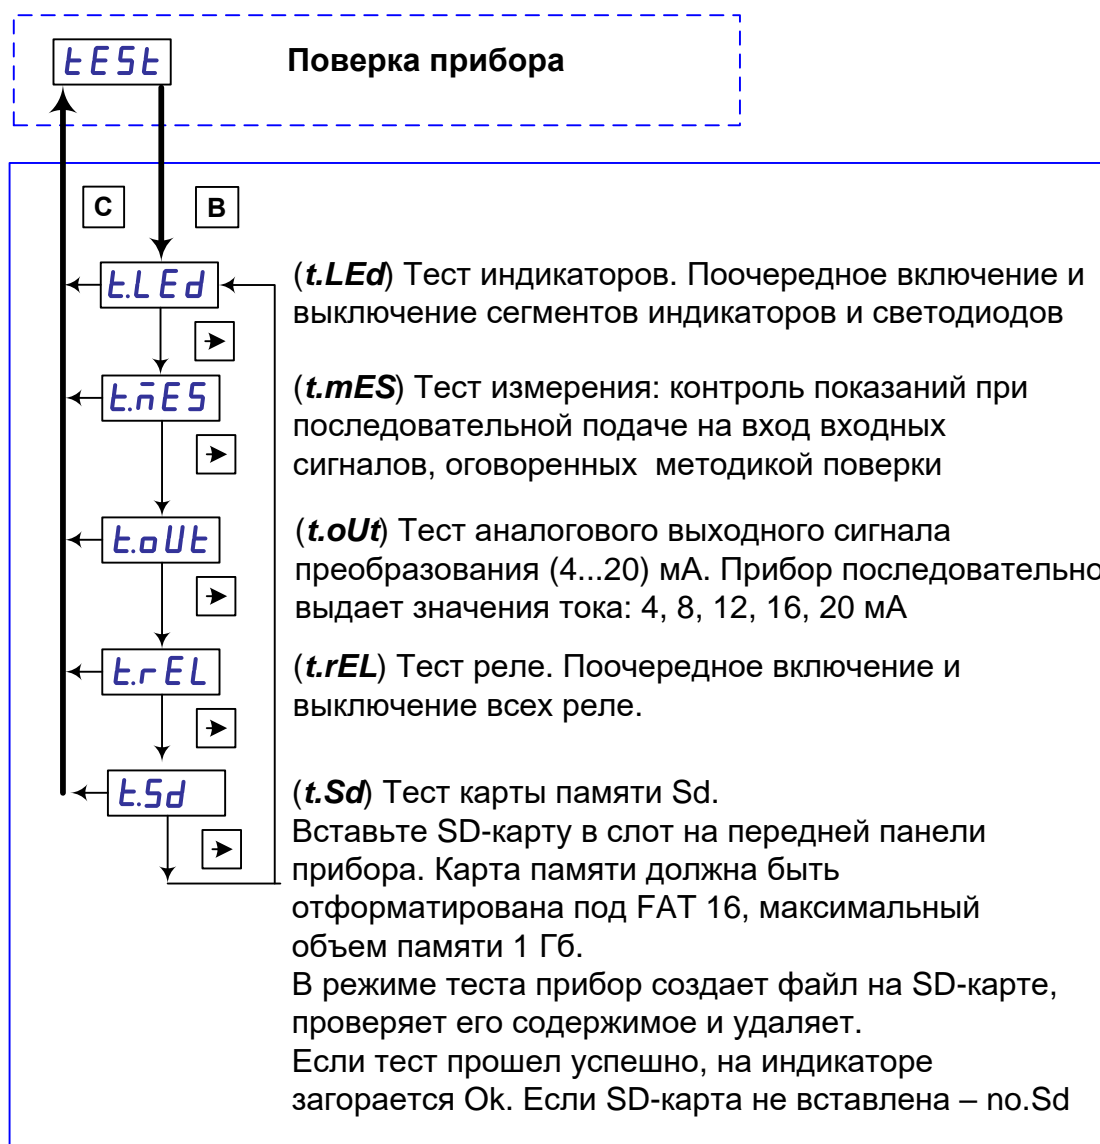 tESt
Поверка прибора
C
B
t.LEd
(t.LEd) Тест индикаторов. Поочередное включение и
выключение сегментов индикаторов и светодиодов
t.m̄ES
(t.mES) Тест измерения: контроль показаний при
последовательной подаче на вход входных
сигналов, оговоренных  методикой поверки
t.oUt
(t.oUt) Тест аналогового выходного сигнала
преобразования (4...20) мА. Прибор последовательно
выдает значения тока: 4, 8, 12, 16, 20 мА
t.rEL
(t.rEL) Тест реле. Поочередное включение и
выключение всех реле.
t.Sd
(t.Sd) Тест карты памяти Sd.
Вставьте SD-карту в слот на передней панели
прибора. Карта памяти должна быть
отформатирована под FAT 16, максимальный
объем памяти 1 Гб.
В режиме теста прибор создает файл на SD-карте,
проверяет его содержимое и удаляет.
Если тест прошел успешно, на индикаторе
загорается Ok. Если SD-карта не вставлена – no.Sd